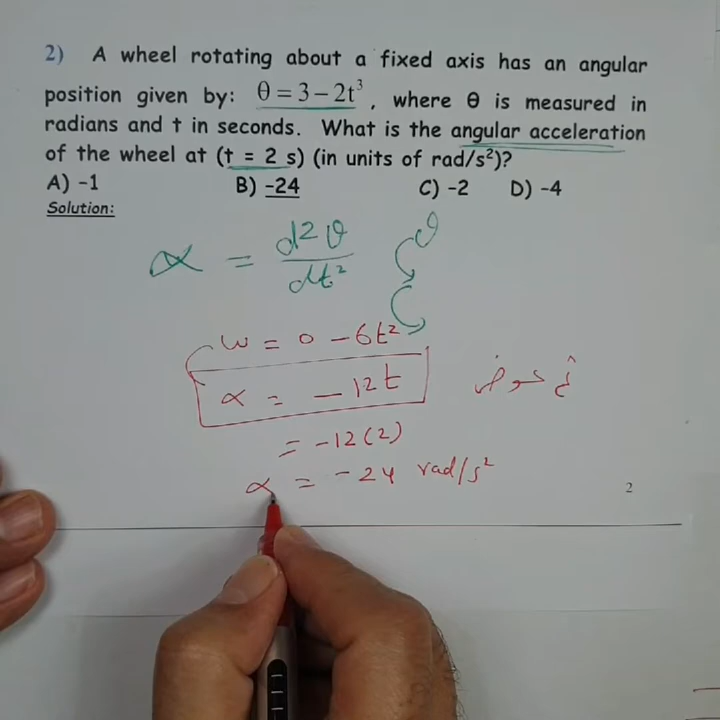 2) A wheel rotating about a fixed axis has an angular
position given by: θ = 3 − 2t³ , where θ is measured in
radians and t in seconds. What is the angular acceleration
of the wheel at (t = 2 s) (in units of rad/s²)?
A) -1 B) -24 C) -2 D) -4
Solution:
α = d²θ/dt² θ
ω = 0 − 6t²
α = −12t
= −12(2)
α = −24 rad/s²
2